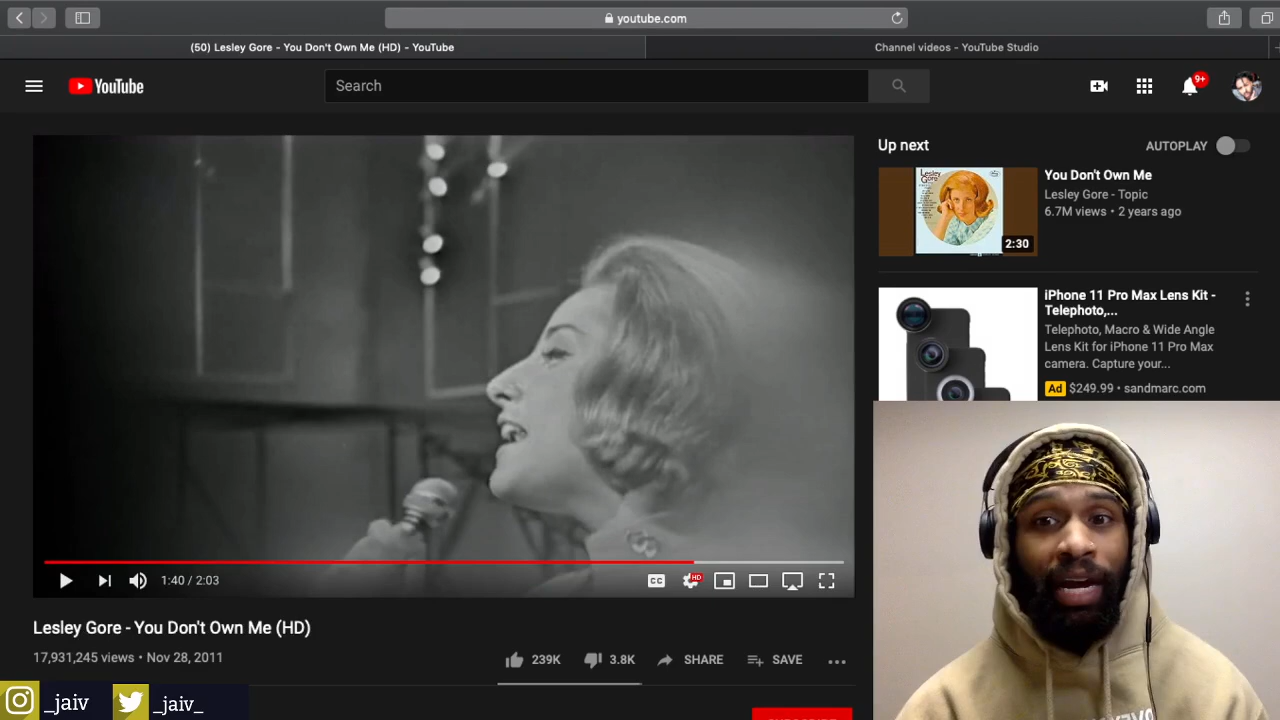 youtube.com
(50) Lesley Gore - You Don't Own Me (HD) - YouTube
Channel videos - YouTube Studio
YouTube
Search
9+
Up next
AUTOPLAY
You Don't Own Me
Lesley Gore - Topic
6.7M views • 2 years ago
Lesley
Gore
2:30
iPhone 11 Pro Max Lens Kit -
Telephoto,...
Telephoto, Macro & Wide Angle
Lens Kit for iPhone 11 Pro Max
camera. Capture your...
Ad $249.99 • sandmarc.com
1:40 / 2:03
CC
HD
Lesley Gore - You Don't Own Me (HD)
17,931,245 views • Nov 28, 2011
239K
3.8K
SHARE
SAVE
_jaiv
_jaiv_